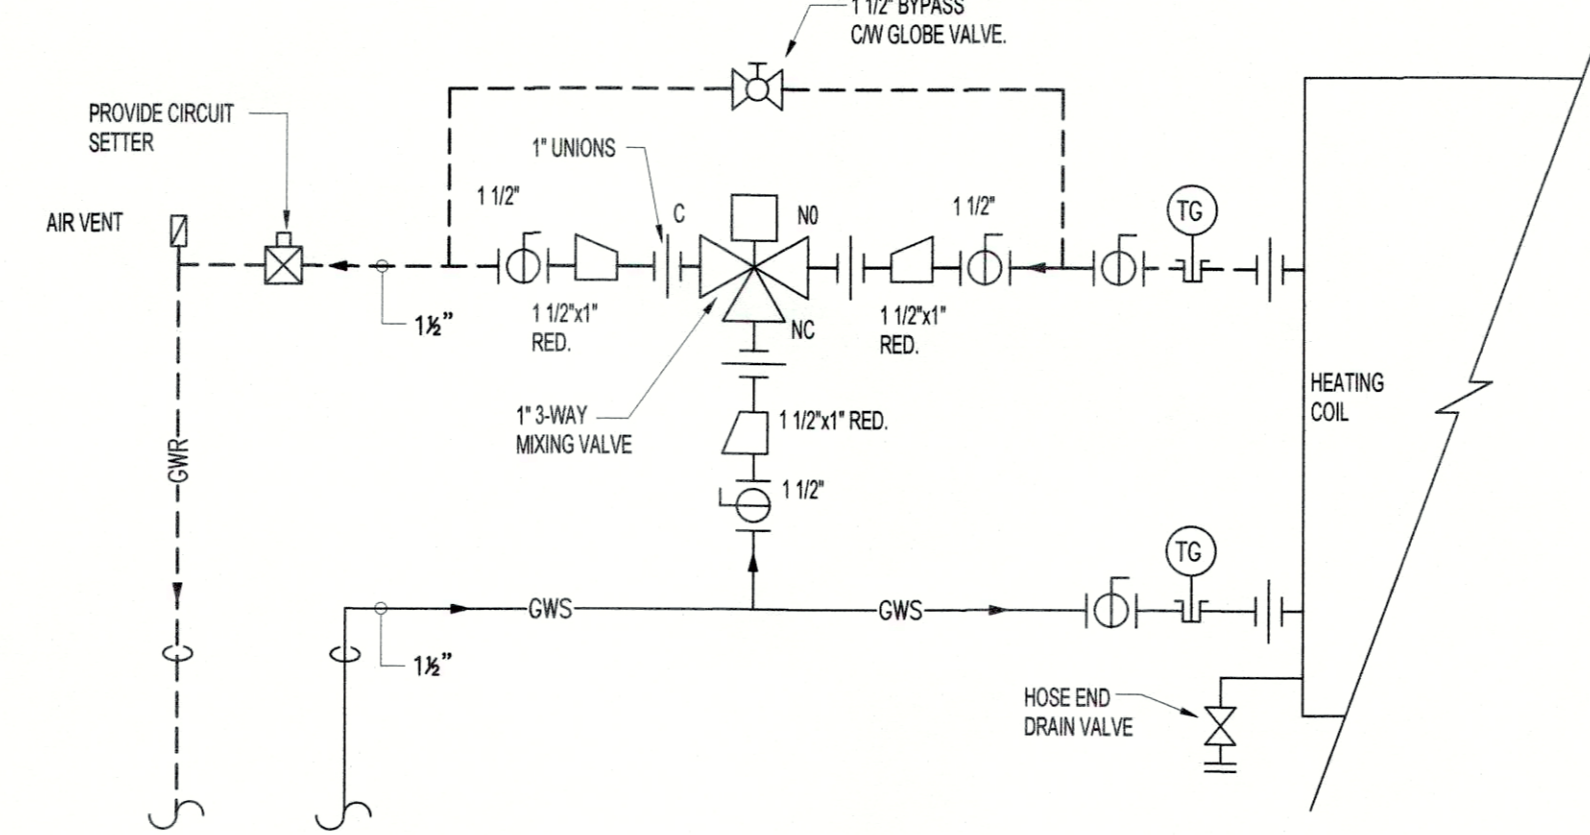 1 1/2" BYPASS
C/W GLOBE VALVE.
PROVIDE CIRCUIT
SETTER
1" UNIONS
1 1/2"
C
N0
1 1/2"
TG
AIR VENT
1½"
1 1/2"x1"
RED.
NC
1 1/2"x1"
RED.
HEATING
COIL
1" 3-WAY
MIXING VALVE
1 1/2"x1" RED.
GWR
1 1/2"
TG
GWS
GWS
1½"
HOSE END
DRAIN VALVE